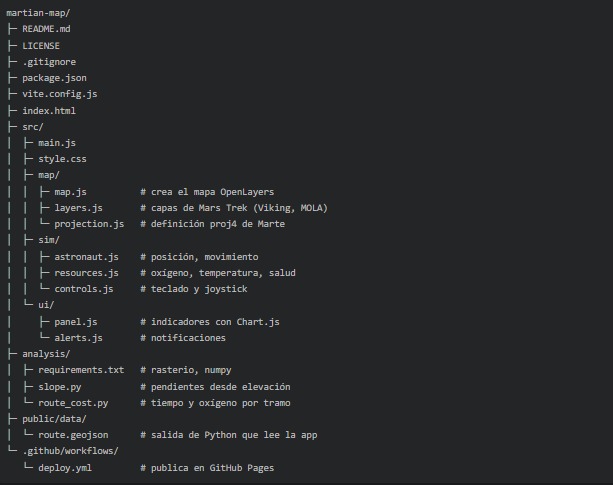 martian-map/
├─ README.md
├─ LICENSE
├─ .gitignore
├─ package.json
├─ vite.config.js
├─ index.html
├─ src/
│  ├─ main.js
│  ├─ style.css
│  ├─ map/
│  │  ├─ map.js         # crea el mapa OpenLayers
│  │  ├─ layers.js      # capas de Mars Trek (Viking, MOLA)
│  │  └─ projection.js  # definición proj4 de Marte
│  ├─ sim/
│  │  ├─ astronaut.js   # posición, movimiento
│  │  ├─ resources.js   # oxígeno, temperatura, salud
│  │  └─ controls.js    # teclado y joystick
│  └─ ui/
│     ├─ panel.js       # indicadores con Chart.js
│     └─ alerts.js      # notificaciones
├─ analysis/
│  ├─ requirements.txt  # rasterio, numpy
│  ├─ slope.py          # pendientes desde elevación
│  └─ route_cost.py     # tiempo y oxígeno por tramo
├─ public/data/
│  └─ route.geojson     # salida de Python que lee la app
└─ .github/workflows/
   └─ deploy.yml        # publica en GitHub Pages